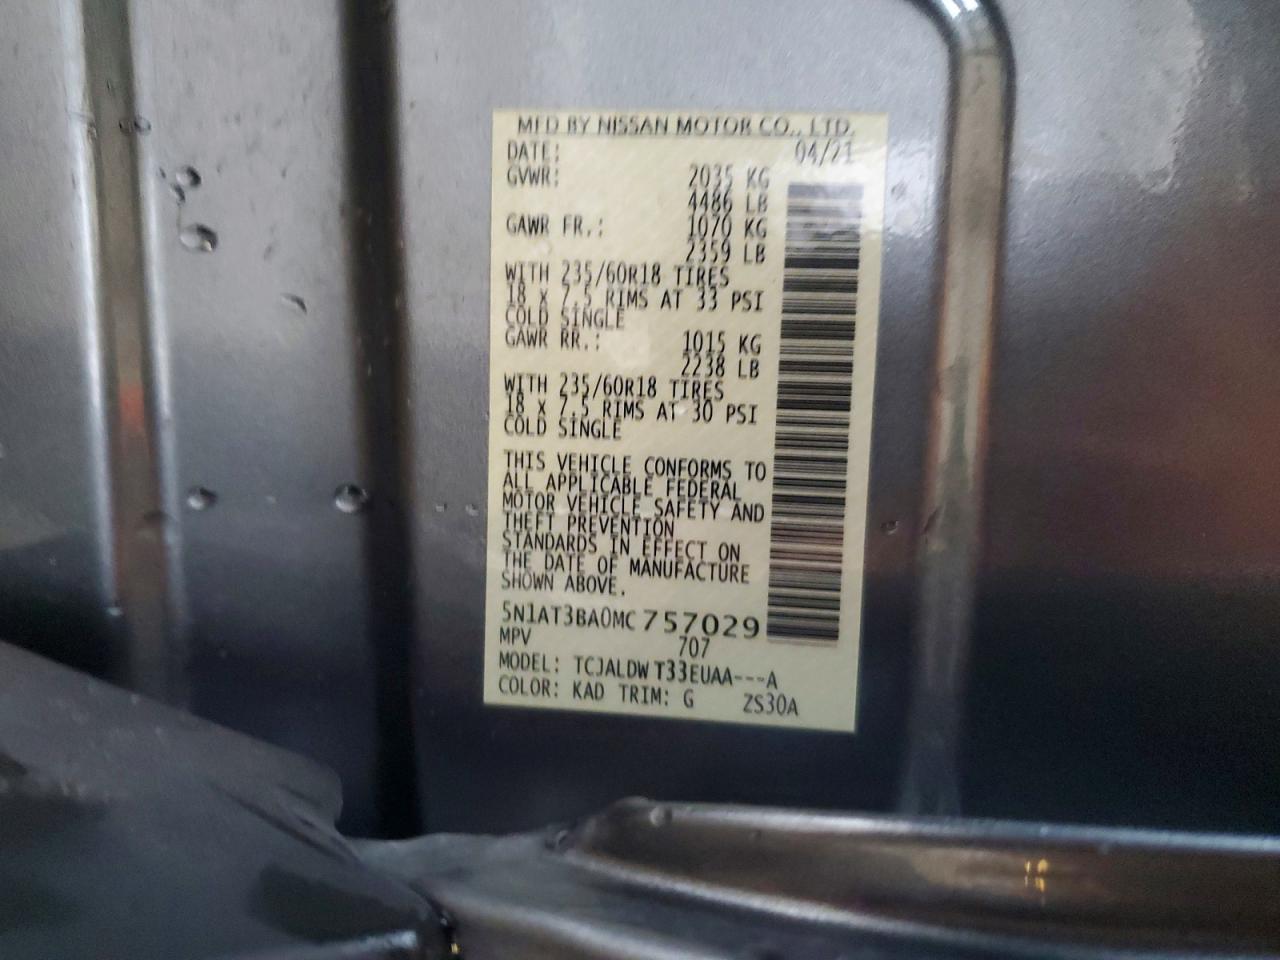 MFD BY NISSAN MOTOR CO., LTD.
DATE: 04/21
GVWR: 2035 KG
4486 LB
GAWR FR.: 1070 KG
2359 LB
WITH 235/60R18 TIRES
18 X 7.5 RIMS AT 33 PSI
COLD SINGLE
GAWR RR.: 1015 KG
2238 LB
WITH 235/60R18 TIRES
18 X 7.5 RIMS AT 30 PSI
COLD SINGLE
THIS VEHICLE CONFORMS TO
ALL APPLICABLE FEDERAL
MOTOR VEHICLE SAFETY AND
THEFT PREVENTION
STANDARDS IN EFFECT ON
THE DATE OF MANUFACTURE
SHOWN ABOVE.
5N1AT3BA0MC757029
MPV 707
MODEL: TCJALDW T33EUAA---A
COLOR: KAD TRIM: G ZS30A